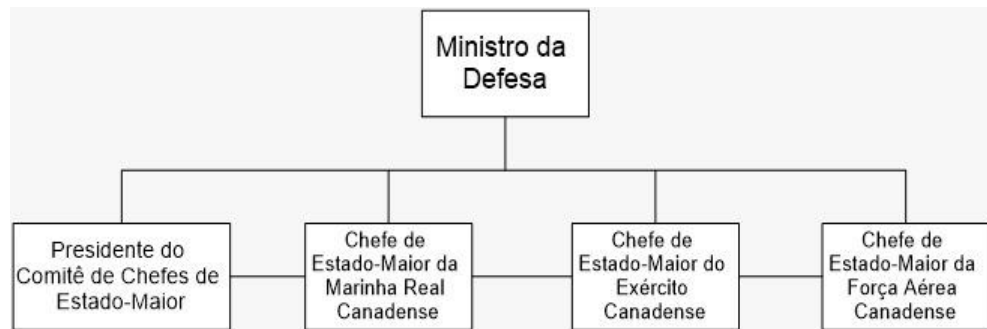 Ministro da
Defesa
Presidente do
Comitê de Chefes de
Estado-Maior
Chefe de
Estado-Maior da
Marinha Real
Canadense
Chefe de
Estado-Maior do
Exército
Canadense
Chefe de
Estado-Maior da
Força Aérea
Canadense